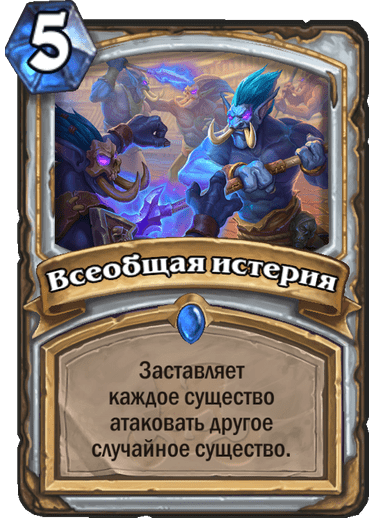 5
Всеобщая истерия
Заставляет
каждое существо
атаковать другое
случайное существо.